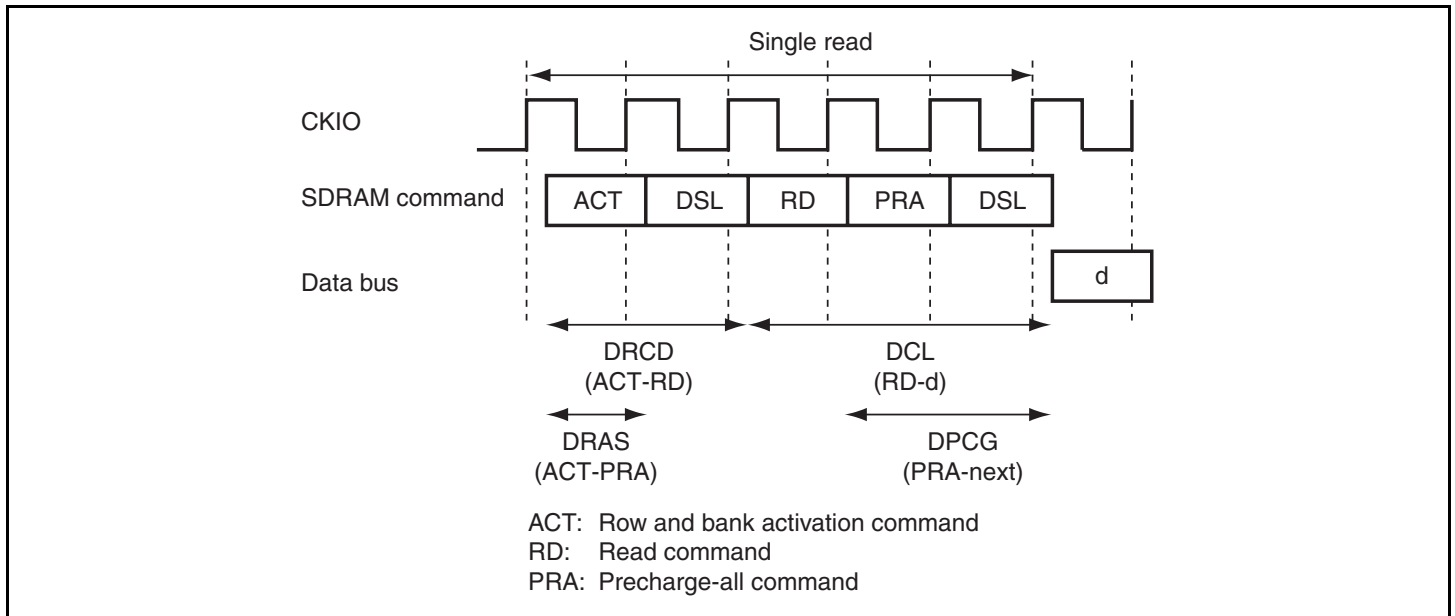 Single read
CKIO
SDRAM command ACT DSL RD PRA DSL
Data bus d
DRCD DCL
(ACT-RD) (RD-d)
DRAS DPCG
(ACT-PRA) (PRA-next)
ACT: Row and bank activation command
RD: Read command
PRA: Precharge-all command